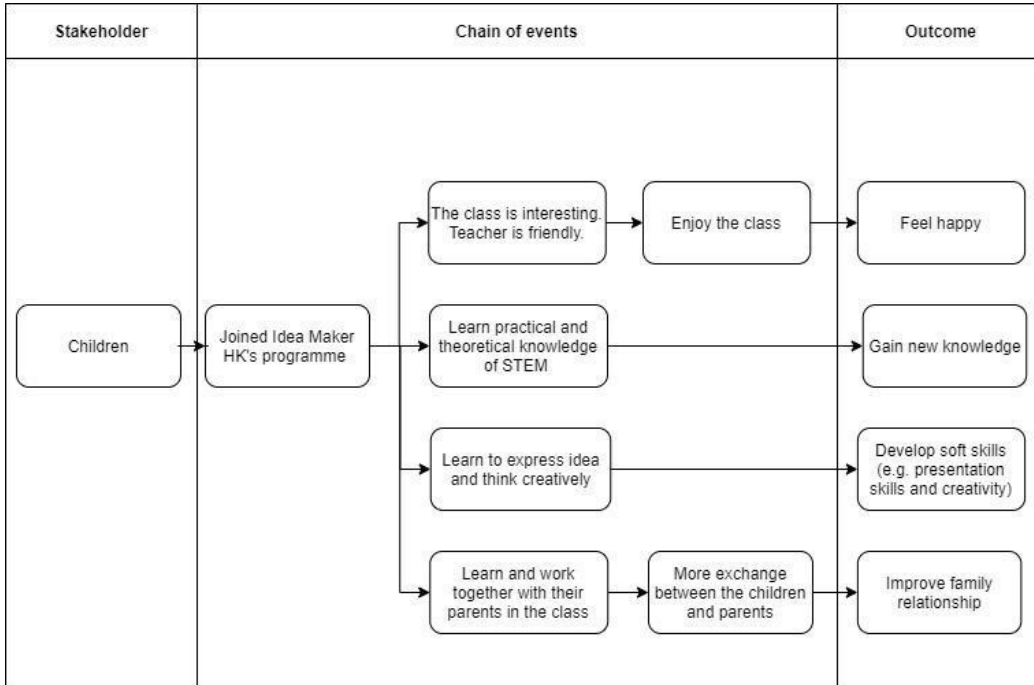 Stakeholder
Chain of events
Outcome
The class is interesting.
Teacher is friendly.
Enjoy the class
Feel happy
Children
Joined Idea Maker
HK's programme
Learn practical and
theoretical knowledge
of STEM
Gain new knowledge
Learn to express idea
and think creatively
Develop soft skills
(e.g. presentation
skills and creativity)
Learn and work
together with their
parents in the class
More exchange
between the children
and parents
Improve family
relationship